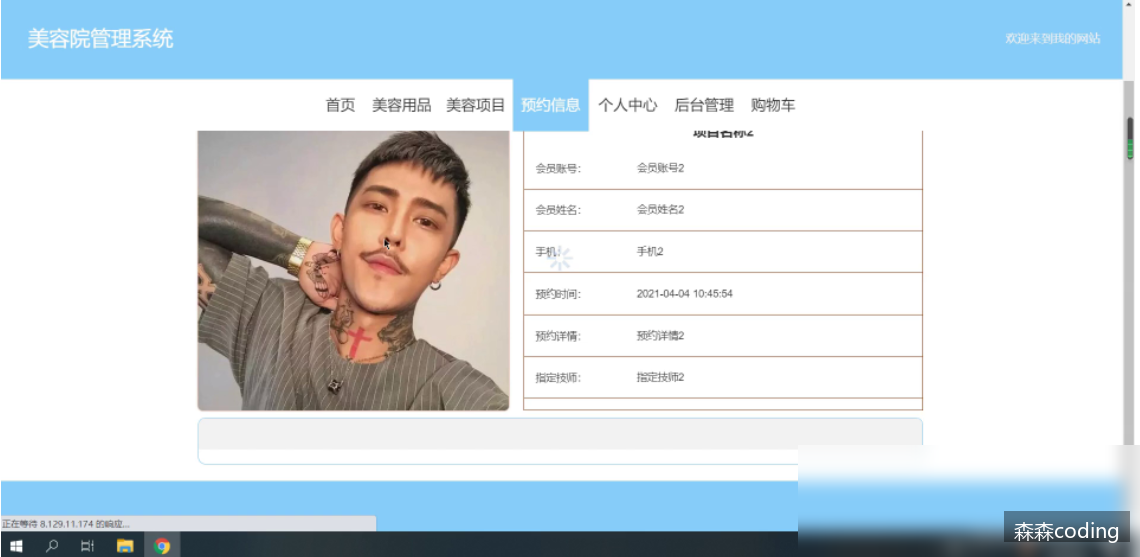 美容院管理系统
欢迎来到我的网站
首页 美容用品 美容项目 预约信息 个人中心 后台管理 购物车
项目名称2
会员账号: 会员账号2
会员姓名: 会员姓名2
手机: 手机2
预约时间: 2021-04-04 10:45:54
预约详情: 预约详情2
指定技师: 指定技师2
正在等待 8.129.11.174 的响应...
森森coding